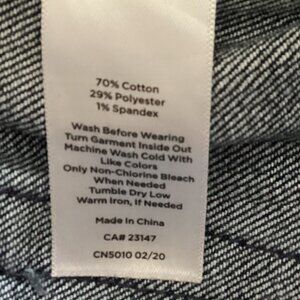 70% Cotton
29% Polyester
1% Spandex
Wash Before Wearing
Turn Garment Inside Out
Machine Wash Cold With
Like Colors
Only Non-Chlorine Bleach
When Needed
Tumble Dry Low
Warm Iron, If Needed
Made In China
CA# 23147
CN5010 02/20